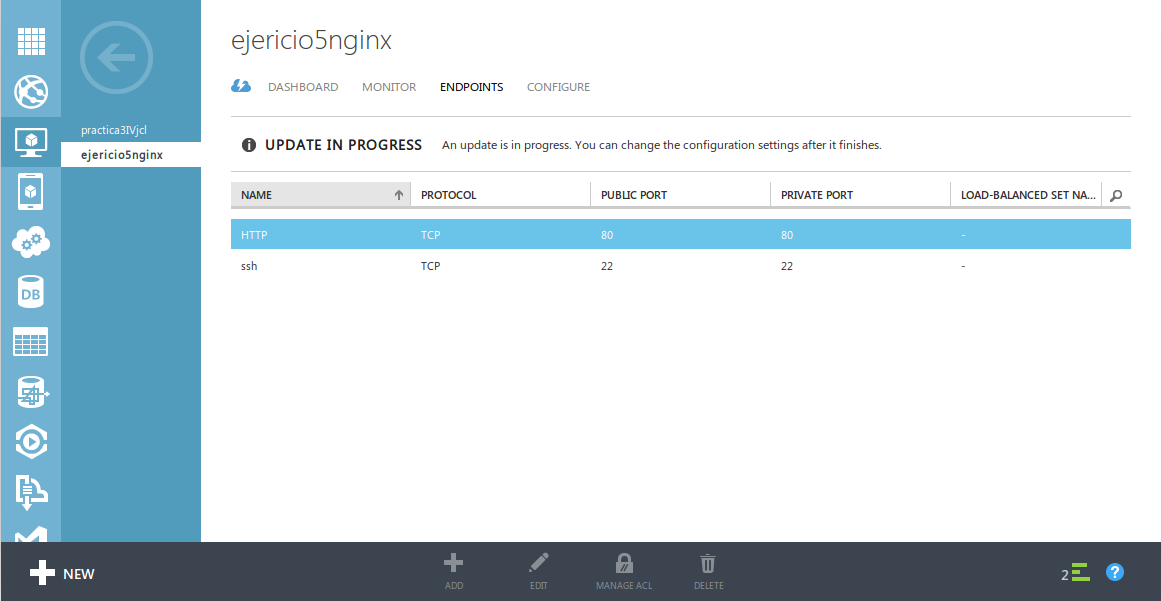 ejericio5nginx
DASHBOARD MONITOR ENDPOINTS CONFIGURE
practica3IVjcl
ejericio5nginx
UPDATE IN PROGRESS An update is in progress. You can change the configuration settings after it finishes.
NAME PROTOCOL PUBLIC PORT PRIVATE PORT LOAD-BALANCED SET NA...
HTTP TCP 80 80 -
ssh TCP 22 22 -
DB
NEW
ADD EDIT MANAGE ACL DELETE
2 ?